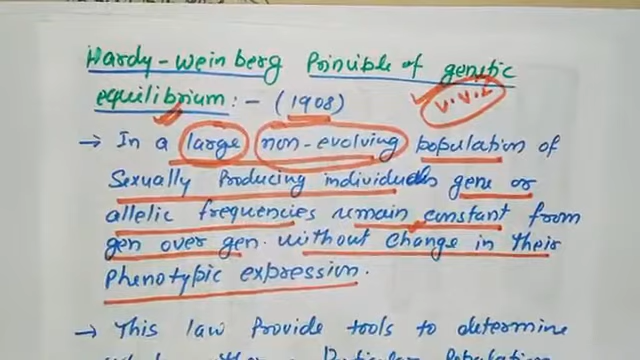 Hardy-Weinberg Principle of genetic
equilibrium:- (1908)
V.V.I
→ In a large non-evolving population of
Sexually Producing individuals gene or
allelic frequencies remain constant from
gen over gen. without change in their
Phenotypic expression.
→ This law Provide tools to determine
Particular Population